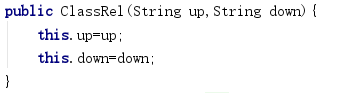 public ClassRel(String up,String down){
    this.up=up;
    this.down=down;
}